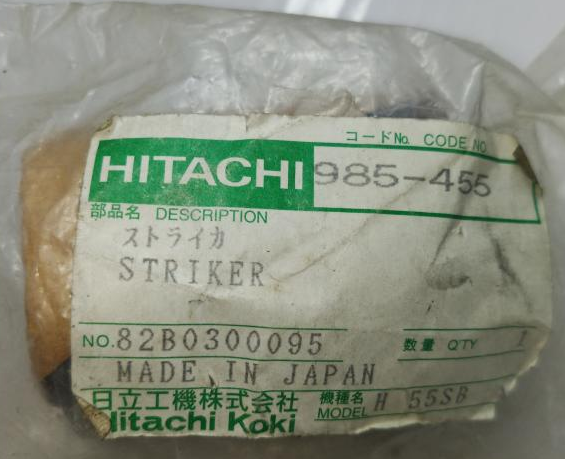 コードNo. CODE NO.
HITACHI 985-455
部品名 DESCRIPTION
ストライカ
STRIKER
NO. 82B0300095 数量 QTY 1
MADE IN JAPAN
日立工機株式会社 機種名
Hitachi Koki MODEL H 55SB